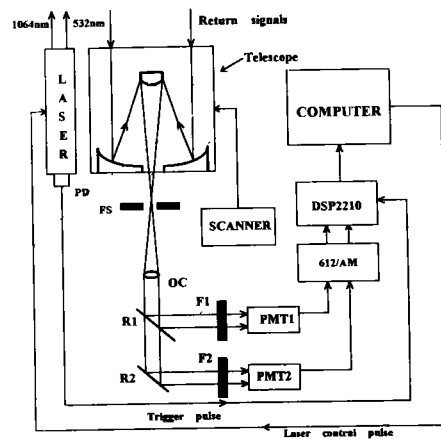 1064nm
532nm
Return signals
Telescope
LASER
PD
FS
SCANNER
COMPUTER
DSP2210
612/AM
OC
F1
R1
PMT1
F2
R2
PMT2
Trigger pulse
Laser control pulse